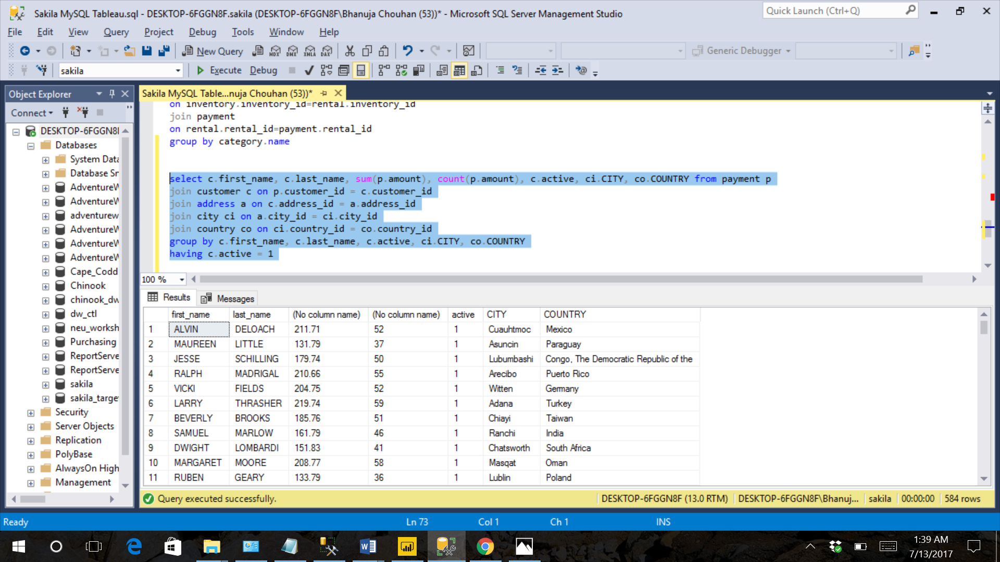 Sakila MySQL Tableau.sql - DESKTOP-6FGGN8F.sakila (DESKTOP-6FGGN8F\Bhanuja Chouhan (53))* - Microsoft SQL Server Management Studio
Quick Launch (Ctrl+Q)
File Edit View Query Project Debug Tools Window Help
New Query MDX DMX XMLA DAX Generic Debugger
sakila Execute Debug
Object Explorer
Connect
DESKTOP-6FGGN8F
Databases
System Data
Database Sn
AdventureW
AdventureW
adventurew
AdventureW
AdventureW
AdventureW
Cape_Codd
Chinook
chinook_dw
dw_ctl
neu_worksh
Purchasing
ReportServe
ReportServe
sakila
sakila_target
Security
Server Objects
Replication
PolyBase
AlwaysOn High
Management
Sakila MySQL Table...nuja Chouhan (53))*
on inventory.inventory_id=rental.inventory_id
join payment
on rental.rental_id=payment.rental_id
group by category.name
select c.first_name, c.last_name, sum(p.amount), count(p.amount), c.active, ci.CITY, co.COUNTRY from payment p
join customer c on p.customer_id = c.customer_id
join address a on c.address_id = a.address_id
join city ci on a.city_id = ci.city_id
join country co on ci.country_id = co.country_id
group by c.first_name, c.last_name, c.active, ci.CITY, co.COUNTRY
having c.active = 1
100 %
Results Messages
first_name last_name (No column name) (No column name) active CITY COUNTRY
1 ALVIN DELOACH 211.71 52 1 Cuauhtmoc Mexico
2 MAUREEN LITTLE 131.79 37 1 Asuncin Paraguay
3 JESSE SCHILLING 179.74 50 1 Lubumbashi Congo, The Democratic Republic of the
4 RALPH MADRIGAL 210.66 55 1 Arecibo Puerto Rico
5 VICKI FIELDS 204.75 52 1 Witten Germany
6 LARRY THRASHER 219.74 59 1 Adana Turkey
7 BEVERLY BROOKS 185.76 51 1 Chiayi Taiwan
8 SAMUEL MARLOW 161.79 46 1 Ranchi India
9 DWIGHT LOMBARDI 151.83 41 1 Chatsworth South Africa
10 MARGARET MOORE 208.77 58 1 Masqat Oman
11 RUBEN GEARY 133.79 36 1 Lublin Poland
Query executed successfully. DESKTOP-6FGGN8F (13.0 RTM) DESKTOP-6FGGN8F\Bhanuj... sakila 00:00:00 584 rows
Ready Ln 73 Col 1 Ch 1 INS
1:39 AM
7/13/2017